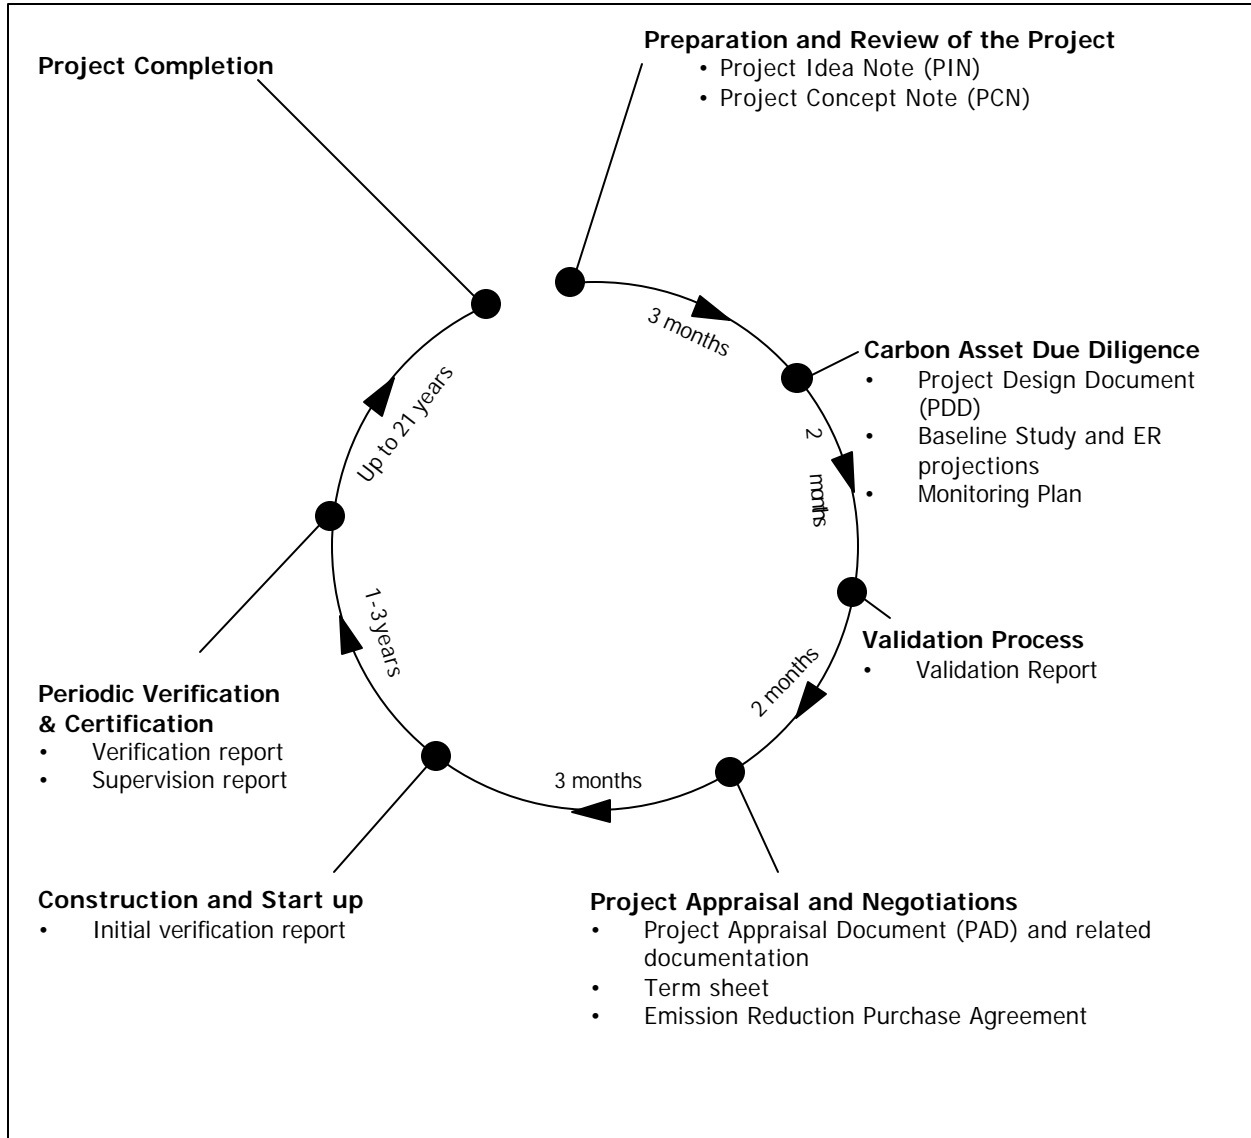 Project Completion
Preparation and Review of the Project
• Project Idea Note (PIN)
• Project Concept Note (PCN)
3 months
Carbon Asset Due Diligence
• Project Design Document
(PDD)
• Baseline Study and ER
projections
• Monitoring Plan
2 months
Validation Process
• Validation Report
2 months
Project Appraisal and Negotiations
• Project Appraisal Document (PAD) and related
documentation
• Term sheet
• Emission Reduction Purchase Agreement
3 months
Construction and Start up
• Initial verification report
1-3 years
Periodic Verification
& Certification
• Verification report
• Supervision report
Up to 21 years